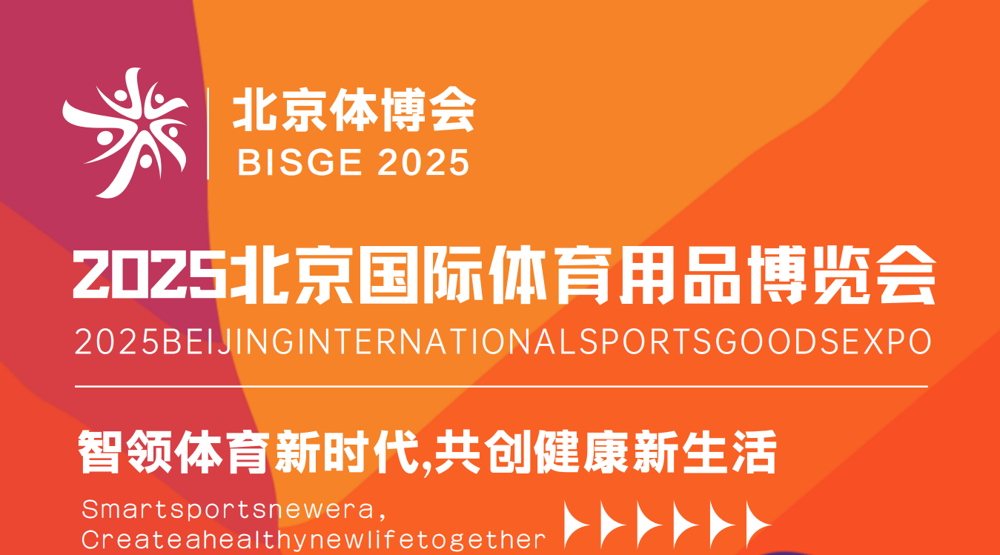 北京体博会
BISGE 2025
2025北京国际体育用品博览会
2025BEIJINGINTERNATIONALSPORTSGOODSEXPO
智领体育新时代,共创健康新生活
Smartsportsnewera,
Createahealthynewlifetogether